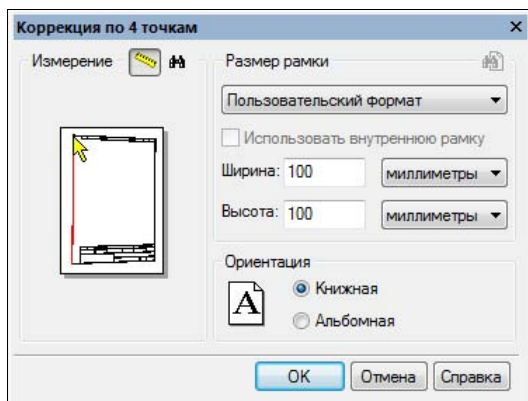 Коррекция по 4 точкам
Измерение
Размер рамки
Пользовательский формат
Использовать внутреннюю рамку
Ширина: 100 миллиметры
Высота: 100 миллиметры
Ориентация
A
Книжная
Альбомная
OK Отмена Справка